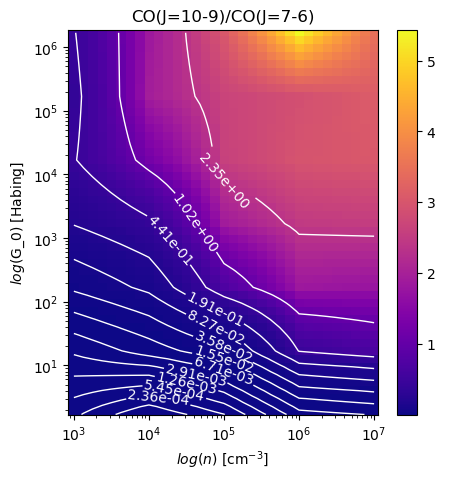 CO(J=10-9)/CO(J=7-6)
10^6
10^5
10^4
10^3
10^2
10^1
log(G_0) [Habing]
2.35e+00
1.02e+00
4.41e-01
1.91e-01
8.27e-02
3.58e-02
1.55e-02
6.71e-03
2.91e-03
1.26e-03
5.45e-04
2.36e-04
10^3 10^4 10^5 10^6 10^7
log(n) [cm^{-3}]
5
4
3
2
1